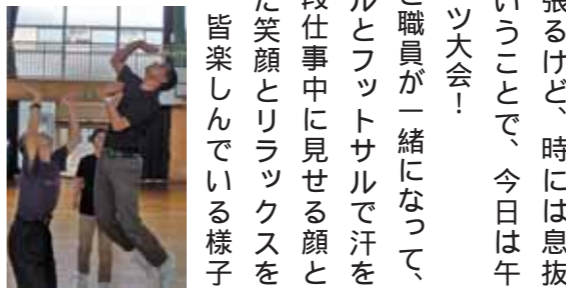 張るけど、時には息抜
いうことで、今日は午
ツ大会！
と職員が一緒になって、
ルとフットサルで汗を
段仕事中に見せる顔と
た笑顔とリラックスを
皆楽しんでいる様子